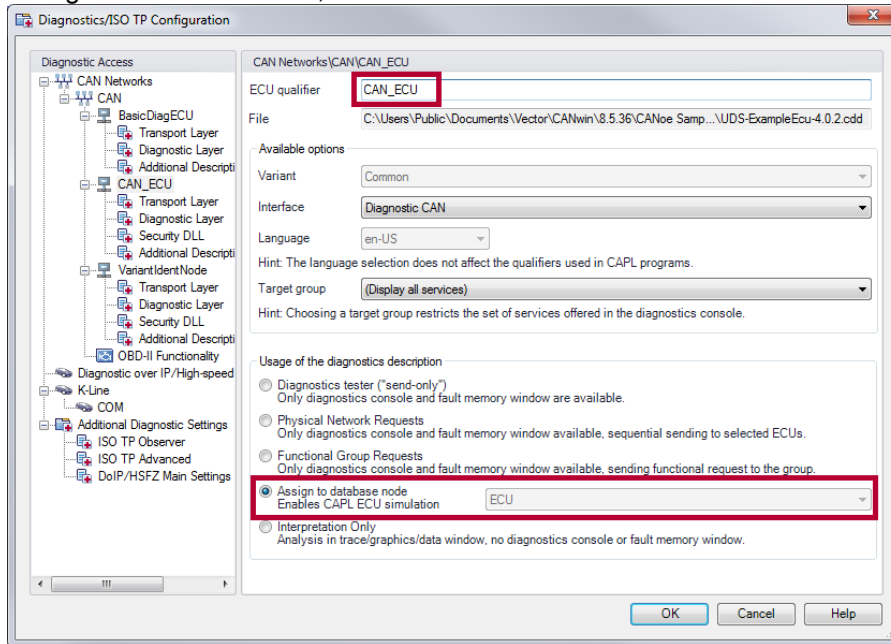 Diagnostics/ISO TP Configuration
Diagnostic Access
CAN Networks
CAN
BasicDiagECU
Transport Layer
Diagnostic Layer
Additional Descripti
CAN_ECU
Transport Layer
Diagnostic Layer
Security DLL
Additional Descripti
VariantIdentNode
Transport Layer
Diagnostic Layer
Security DLL
Additional Descripti
OBD-II Functionality
Diagnostic over IP/High-speed
K-Line
COM
Additional Diagnostic Settings
ISO TP Observer
ISO TP Advanced
DoIP/HSFZ Main Settings
CAN Networks\CAN\CAN_ECU
ECU qualifier CAN_ECU
File C:\Users\Public\Documents\Vector\CANwin\8.5.36\CANoe Samp...\UDS-ExampleEcu-4.0.2.cdd
Available options
Variant Common
Interface Diagnostic CAN
Language en-US
Hint: The language selection does not affect the qualifiers used in CAPL programs.
Target group (Display all services)
Hint: Choosing a target group restricts the set of services offered in the diagnostics console.
Usage of the diagnostics description
Diagnostics tester ("send-only")
Only diagnostics console and fault memory window are available.
Physical Network Requests
Only diagnostics console and fault memory window available, sequential sending to selected ECUs.
Functional Group Requests
Only diagnostics console and fault memory window available, sending functional request to the group.
Assign to database node
Enables CAPL ECU simulation ECU
Interpretation Only
Analysis in trace/graphics/data window, no diagnostics console or fault memory window.
OK Cancel Help